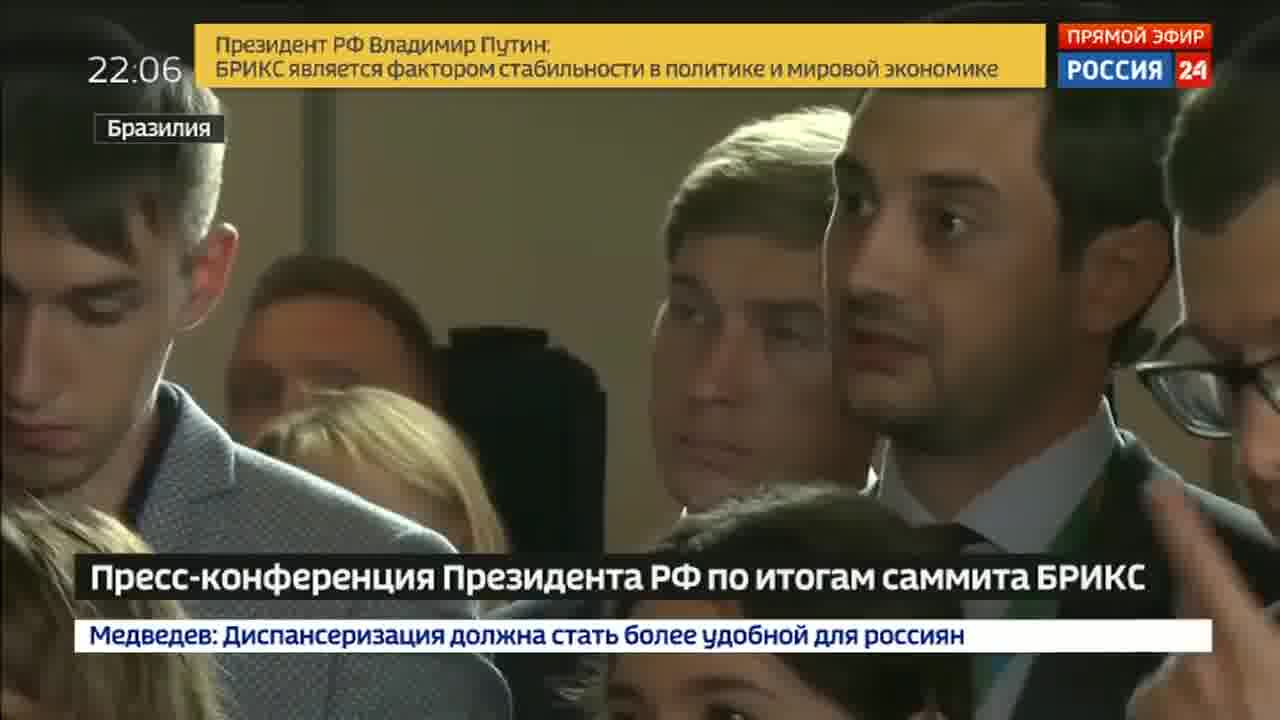 22:06
Президент РФ Владимир Путин:
БРИКС является фактором стабильности в политике и мировой экономике
ПРЯМОЙ ЭФИР
РОССИЯ 24
Бразилия
Пресс-конференция Президента РФ по итогам саммита БРИКС
Медведев: Диспансеризация должна стать более удобной для россиян